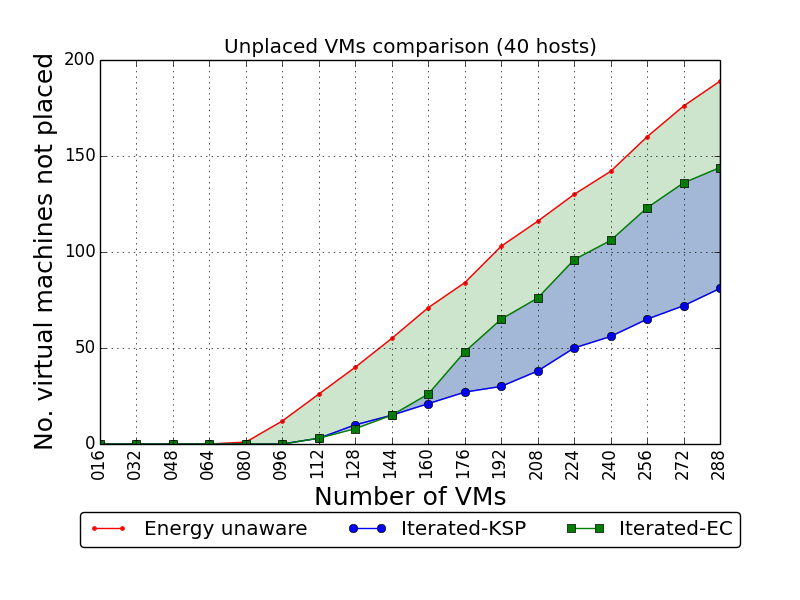 Unplaced VMs comparison (40 hosts)
No. virtual machines not placed
200
150
100
50
0
016 032 048 064 080 096 112 128 144 160 176 192 208 224 240 256 272 288
Number of VMs
Energy unaware Iterated-KSP Iterated-EC